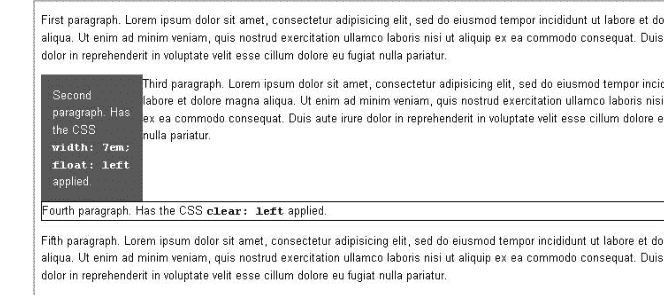 First paragraph. Lorem ipsum dolor sit amet, consectetur adipisicing elit, sed do eiusmod tempor incididunt ut labore et do
aliqua. Ut enim ad minim veniam, quis nostrud exercitation ullamco laboris nisi ut aliquip ex ea commodo consequat. Duis
dolor in reprehenderit in voluptate velit esse cillum dolore eu fugiat nulla pariatur.
Second
paragraph. Has
the CSS
width: 7em;
float: left
applied.
Third paragraph. Lorem ipsum dolor sit amet, consectetur adipisicing elit, sed do eiusmod tempor incid
labore et dolore magna aliqua. Ut enim ad minim veniam, quis nostrud exercitation ullamco laboris nisi
ex ea commodo consequat. Duis aute irure dolor in reprehenderit in voluptate velit esse cillum dolore e
nulla pariatur.
Fourth paragraph. Has the CSS clear: left applied.
Fifth paragraph. Lorem ipsum dolor sit amet, consectetur adipisicing elit, sed do eiusmod tempor incididunt ut labore et do
aliqua. Ut enim ad minim veniam, quis nostrud exercitation ullamco laboris nisi ut aliquip ex ea commodo consequat. Duis
dolor in reprehenderit in voluptate velit esse cillum dolore eu fugiat nulla pariatur.